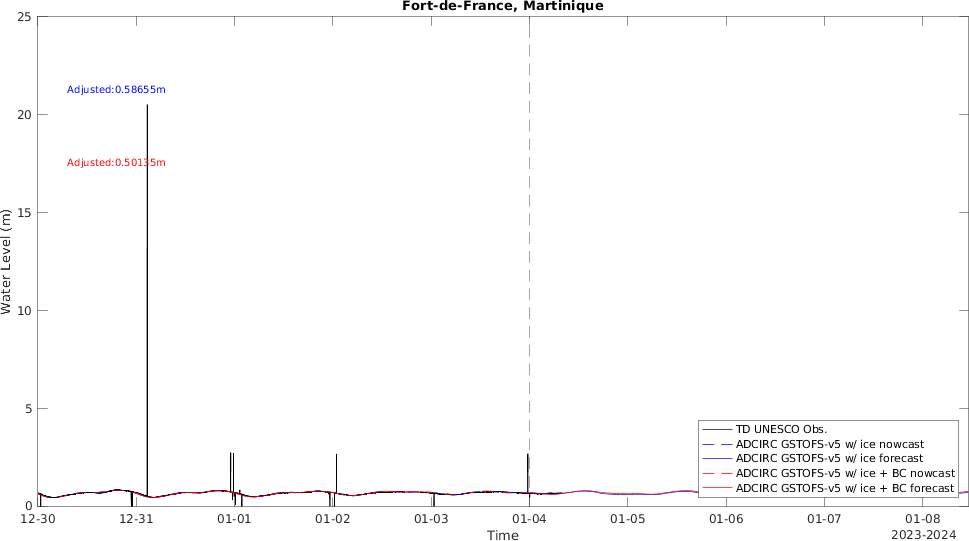 Fort-de-France, Martinique
25
20
15
10
5
0
Water Level (m)
Adjusted:0.58655m
Adjusted:0.50135m
TD UNESCO Obs.
ADCIRC GSTOFS-v5 w/ ice nowcast
ADCIRC GSTOFS-v5 w/ ice forecast
ADCIRC GSTOFS-v5 w/ ice + BC nowcast
ADCIRC GSTOFS-v5 w/ ice + BC forecast
12-30 12-31 01-01 01-02 01-03 01-04 01-05 01-06 01-07 01-08
Time
2023-2024